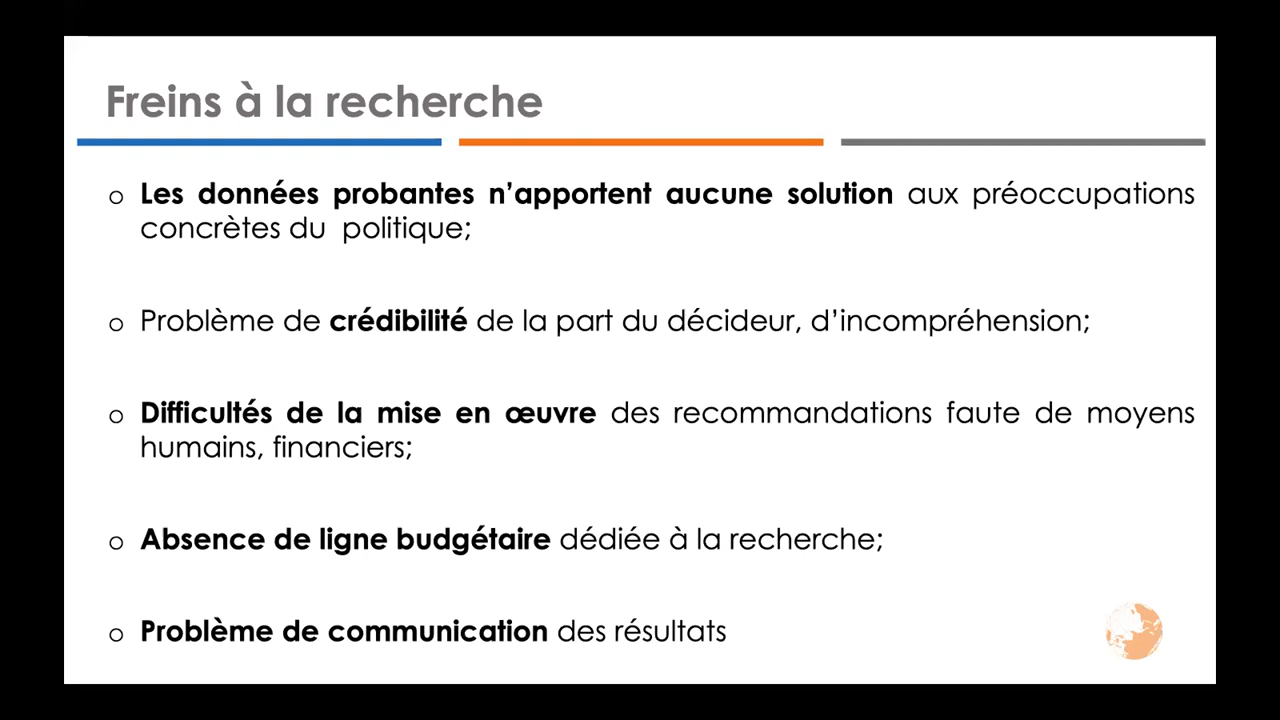 Freins à la recherche
o Les données probantes n’apportent aucune solution aux préoccupations
concrètes du  politique;
o Problème de crédibilité de la part du décideur, d’incompréhension;
o Difficultés de la mise en œuvre des recommandations faute de moyens
humains, financiers;
o Absence de ligne budgétaire dédiée à la recherche;
o Problème de communication des résultats